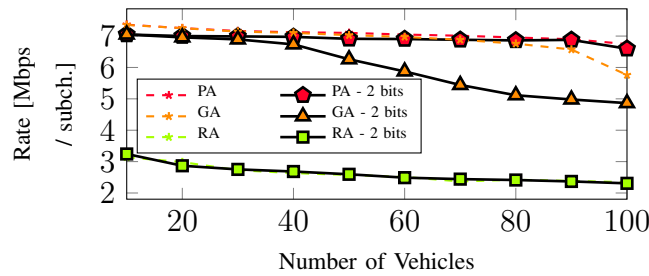 Rate [Mbps
/ subch.]
7
6
5
4
3
2
PA
PA - 2 bits
GA
GA - 2 bits
RA
RA - 2 bits
20
40
60
80
100
Number of Vehicles